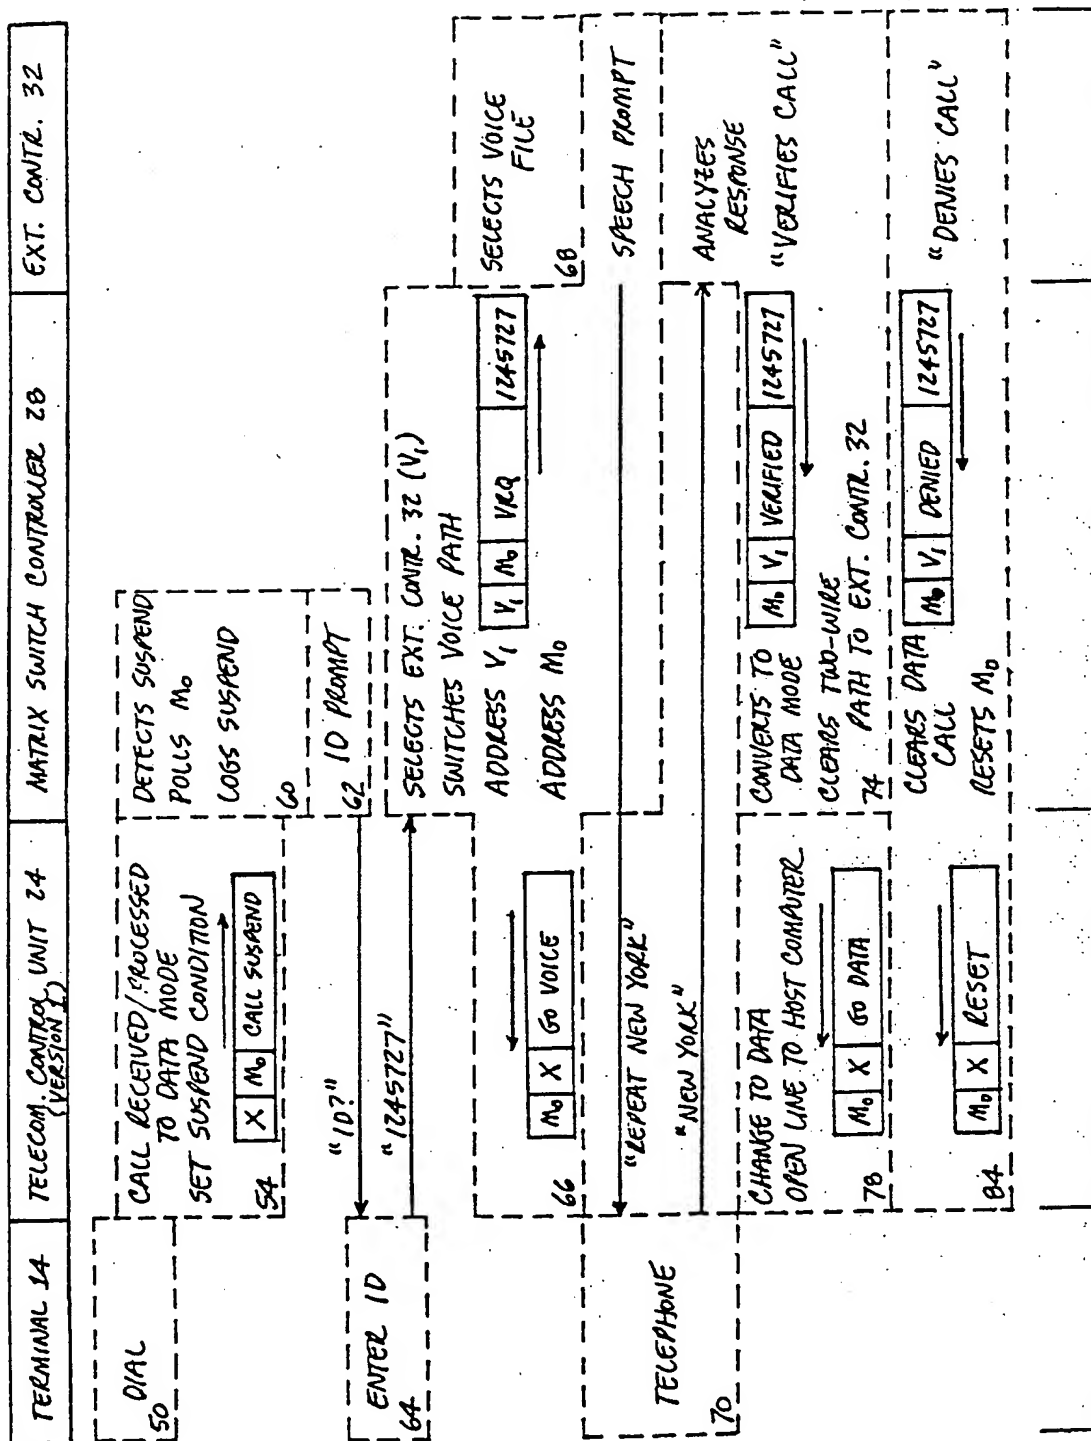 TERMINAL 14
TELECOM. CONTROL UNIT 24
(VERSION 1)
MATRIX SWITCH CONTROLLER 28
EXT. CONTR. 32
DIAL
50
CALL RECEIVED/PROCESSED
TO DATA MODE
SET SUSPEND CONDITION
X M₀ CALL SUSPEND
54
DETECTS SUSPEND
POLLS M₀
LOGS SUSPEND
60
ID PROMPT
62
"ID?"
ENTER ID
64
"1245727"
SELECTS EXT. CONTR. 32 (V₁)
SWITCHES VOICE PATH
ADDRESS V₁
V₁ M₀ VRQ 1245727
ADDRESS M₀
SELECTS VOICE
FILE
68
M₀ X GO VOICE
66
SPEECH PROMPT
"REPEAT NEW YORK"
TELEPHONE
70
"NEW YORK"
ANALYZES
RESPONSE
"VERIFIES CALL"
M₀ V₁ VERIFIED 1245727
CONVERTS TO
DATA MODE
CLEARS TWO-WIRE
PATH TO EXT. CONTR. 32
74
CHANGE TO DATA
OPEN LINE TO HOST COMPUTER
M₀ X GO DATA
78
"DENIES CALL"
M₀ V₁ DENIED 1245727
CLEARS DATA
CALL
RESETS M₀
M₀ X RESET
84